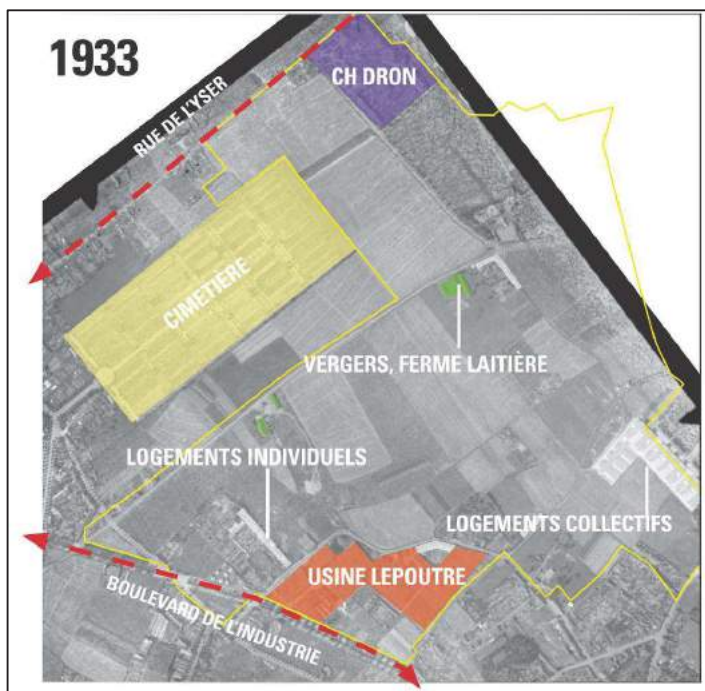 1933
CH DRON
RUE DE L'YSER
CIMETIÈRE
VERGERS, FERME LAITIÈRE
LOGEMENTS INDIVIDUELS
LOGEMENTS COLLECTIFS
USINE LEPOUTRE
BOULEVARD DE L'INDUSTRIE